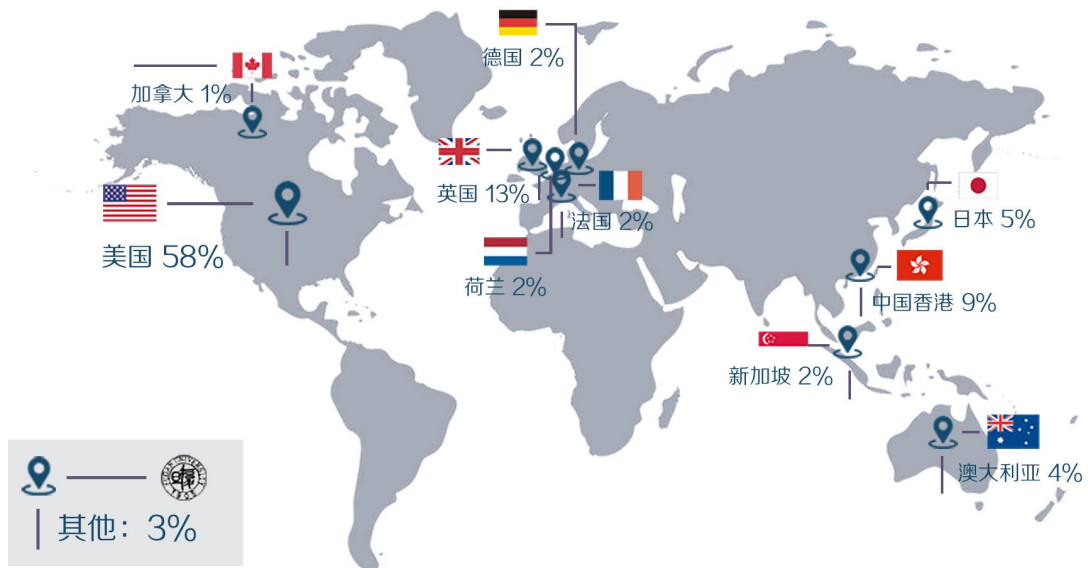 德国 2%
加拿大 1%
英国 13%
法国 2%
日本 5%
美国 58%
荷兰 2%
中国香港 9%
新加坡 2%
澳大利亚 4%
其他：3%